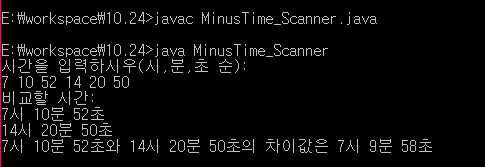 E:\workspace\10.24>javac MinusTime_Scanner.java
E:\workspace\10.24>java MinusTime_Scanner
시간을 입력하시우(시,분,초 순):
7 10 52 14 20 50
비교할 시간:
7시 10분 52초
14시 20분 50초
7시 10분 52초와 14시 20분 50초의 차이값은 7시 9분 58초